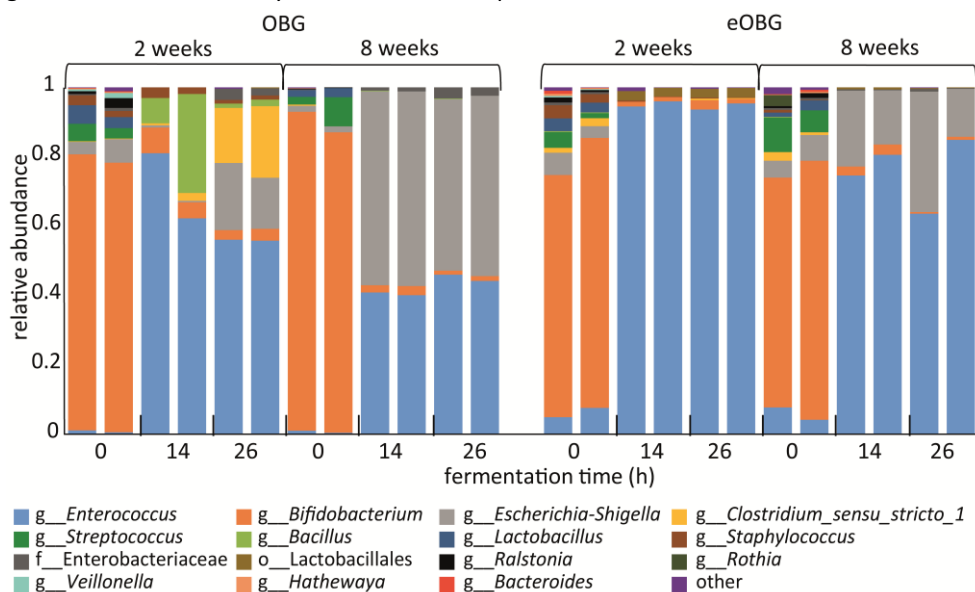 OBG eOBG
2 weeks 8 weeks 2 weeks 8 weeks
1
0.8
0.6
0.4
0.2
0
relative abundance
0 14 26 0 14 26 0 14 26 0 14 26
fermentation time (h)
g__Enterococcus g__Bifidobacterium g__Escherichia-Shigella g__Clostridium_sensu_stricto_1
g__Streptococcus g__Bacillus g__Lactobacillus g__Staphylococcus
f__Enterobacteriaceae o__Lactobacillales g__Ralstonia g__Rothia
g__Veillonella g__Hathewaya g__Bacteroides other